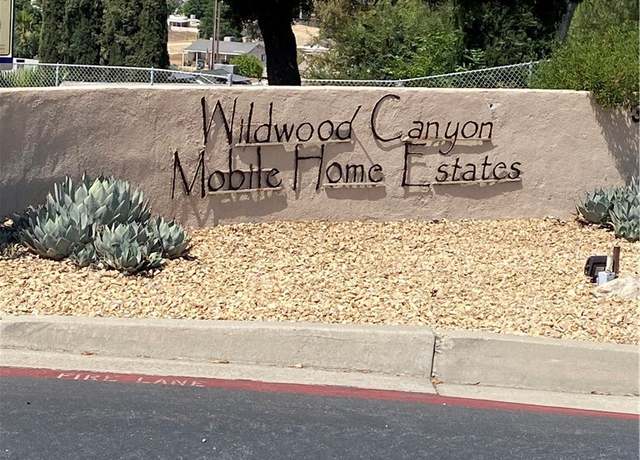 Wildwood Canyon
Mobile Home Estates
FIRE LANE